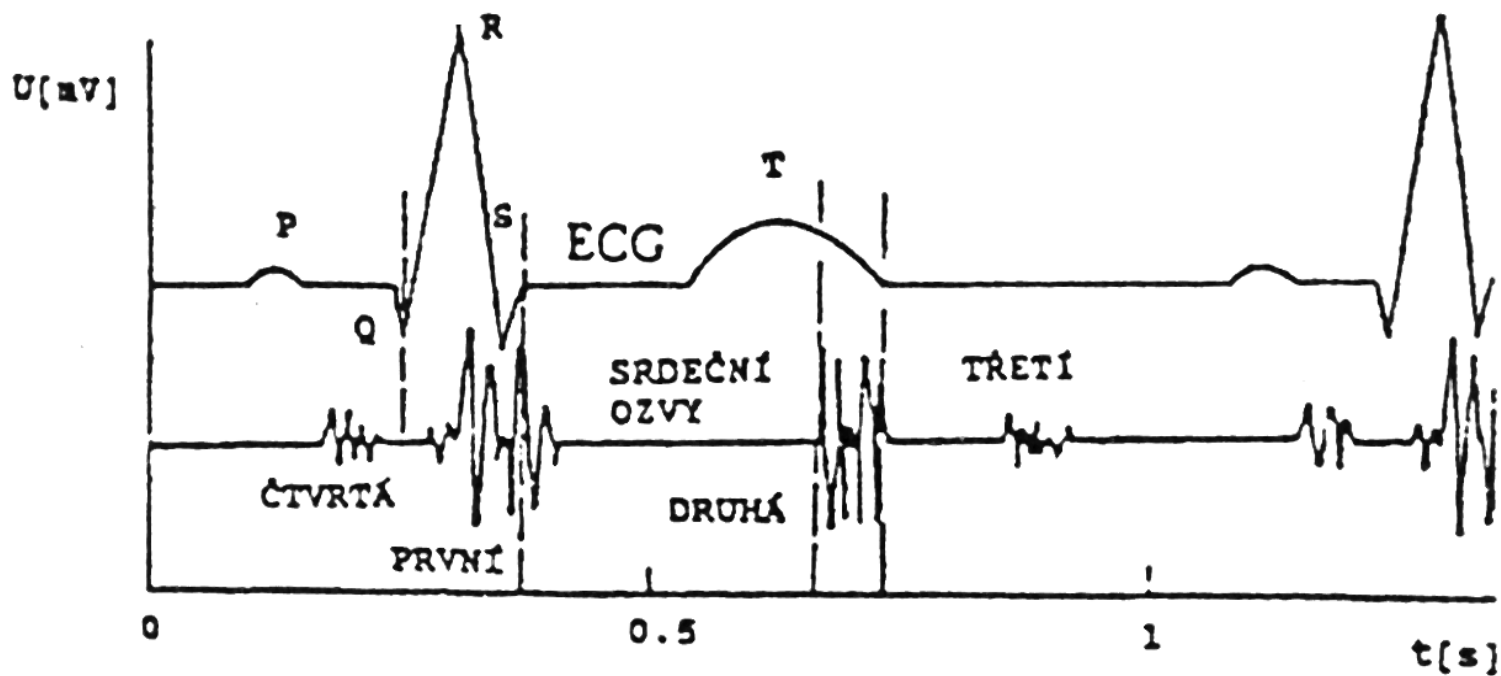 R
U[mV]
T
P
S
ECG
Q
SRDEČNÍ
OZVY
TŘETÍ
ČTVRTÁ
DRUHÁ
PRVNÍ
0
0.5
1
t[s]